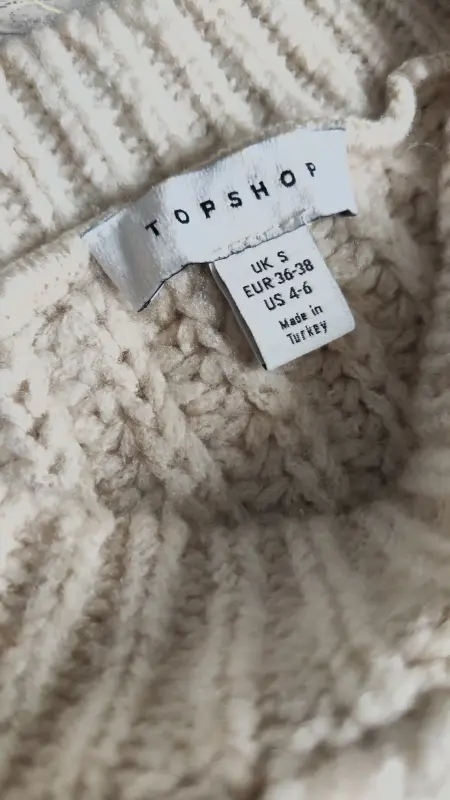 TOPSHOP
UK S
EUR 36-38
US 4-6
Made in
Turkey